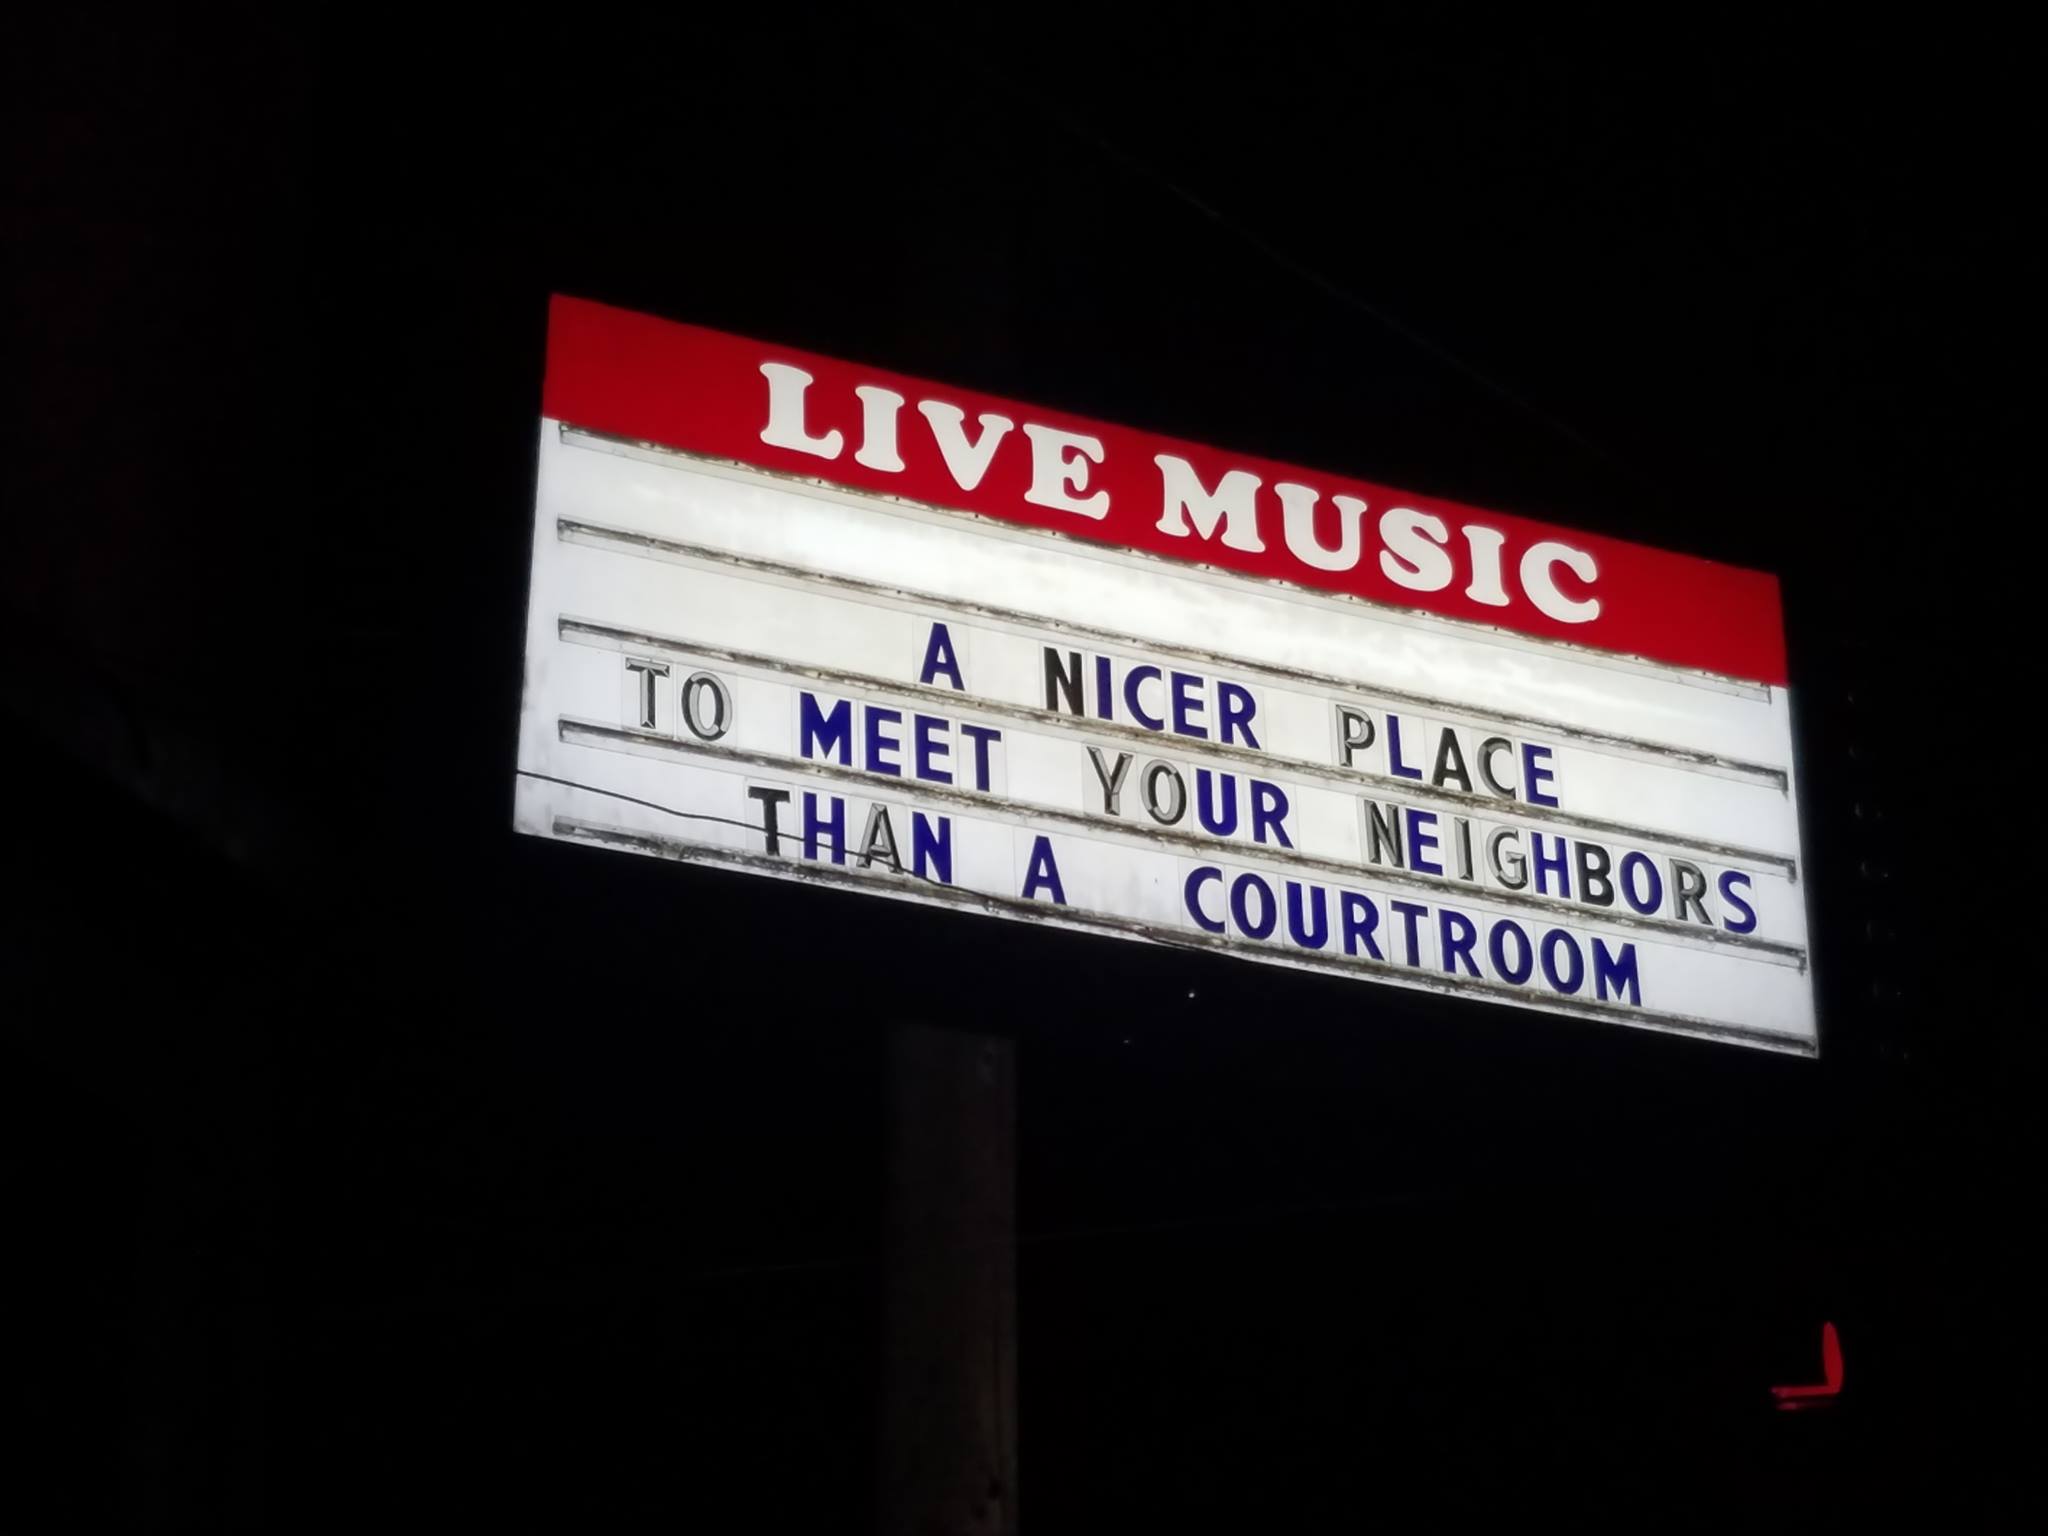 LIVE MUSIC
A NICER PLACE
TO MEET YOUR NEIGHBORS
THAN A COURTROOM